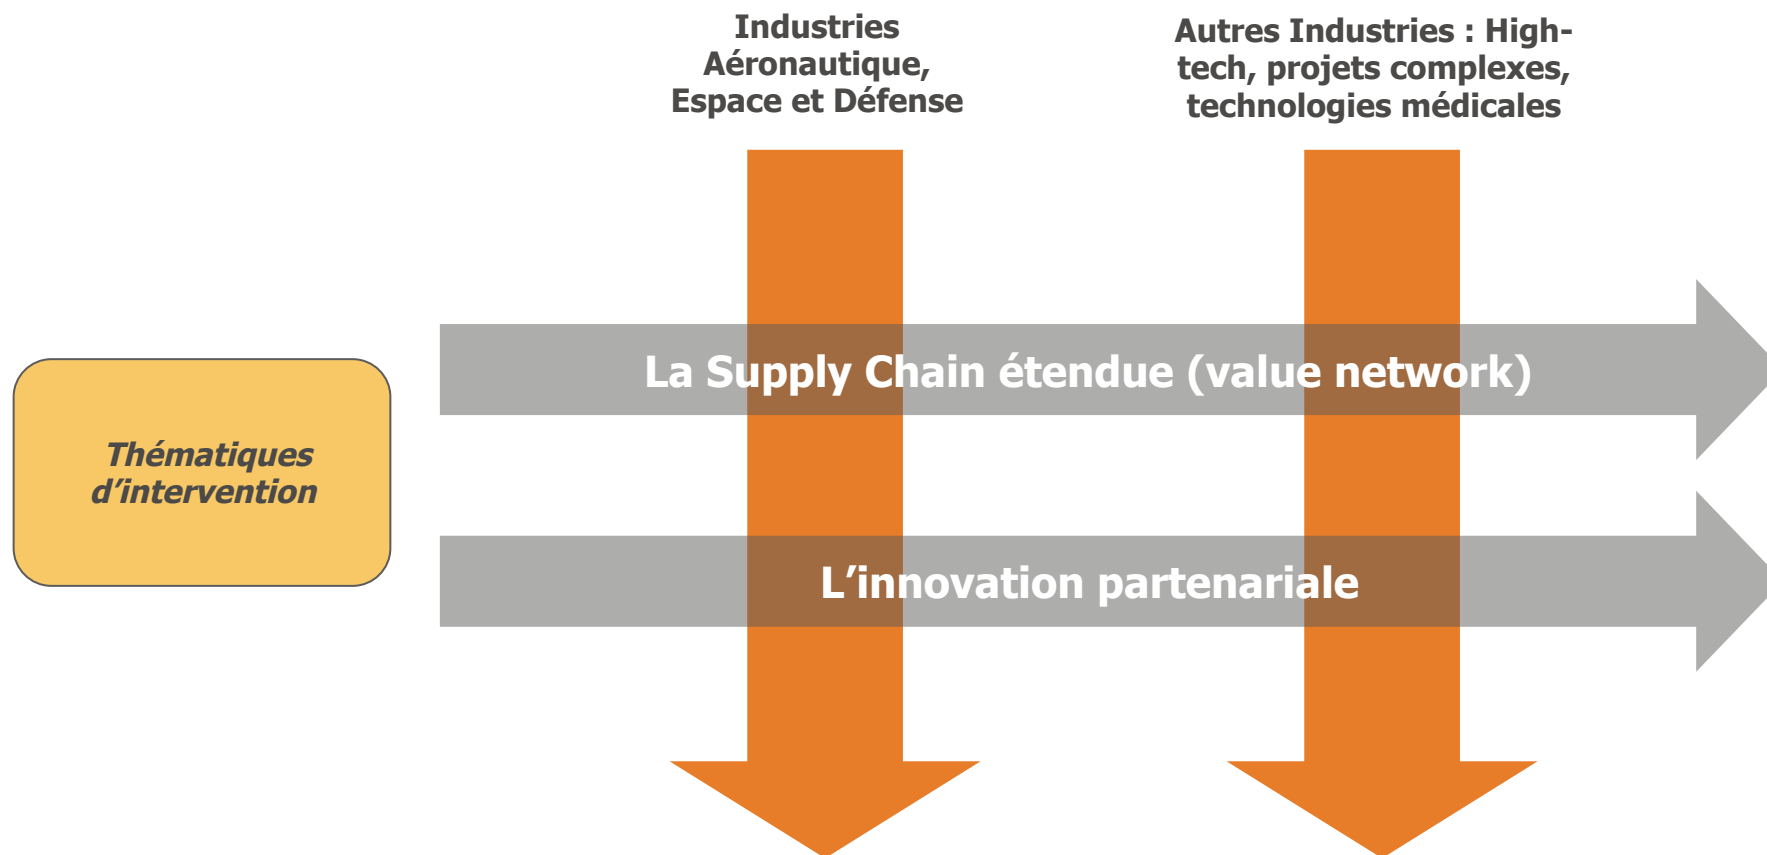 Industries
Aéronautique,
Espace et Défense
Autres Industries : High-
tech, projets complexes,
technologies médicales
La Supply Chain étendue (value network)
Thématiques
d’intervention
L’innovation partenariale